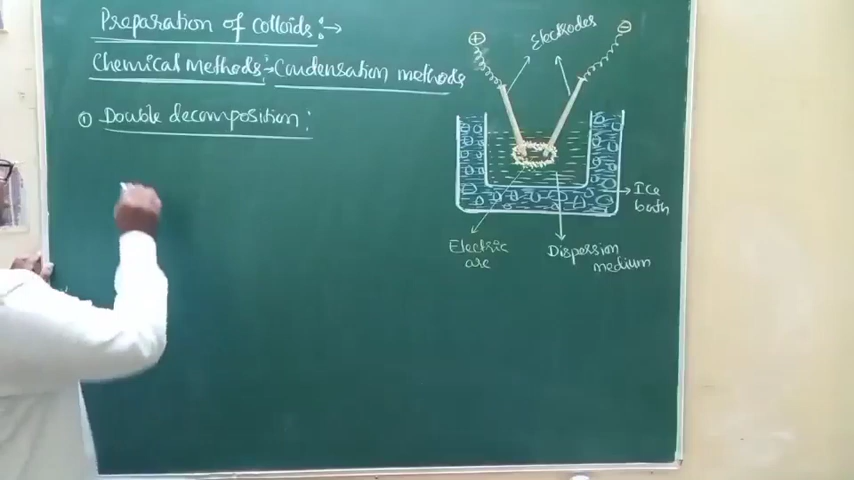 Preparation of colloids:→
Chemical methods:→Condensation methods
① Double decomposition:
+
Electrodes
−
Ice bath
Electric arc
Dispersion medium